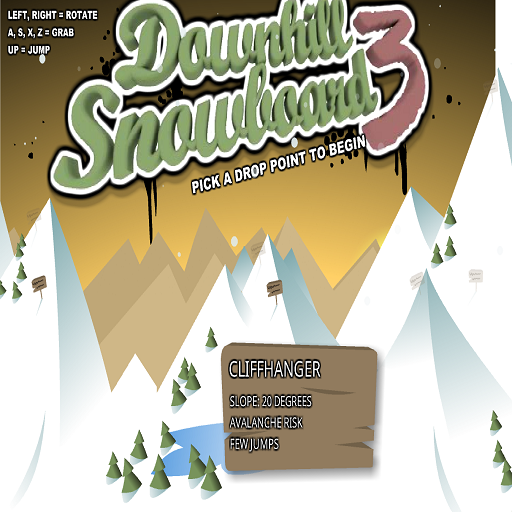 LEFT, RIGHT = ROTATE
A, S, X, Z = GRAB
UP = JUMP
Downhill
Snowboard 3
PICK A DROP POINT TO BEGIN
CLIFFHANGER
SLOPE: 20 DEGREES
AVALANCHE RISK
FEW JUMPS